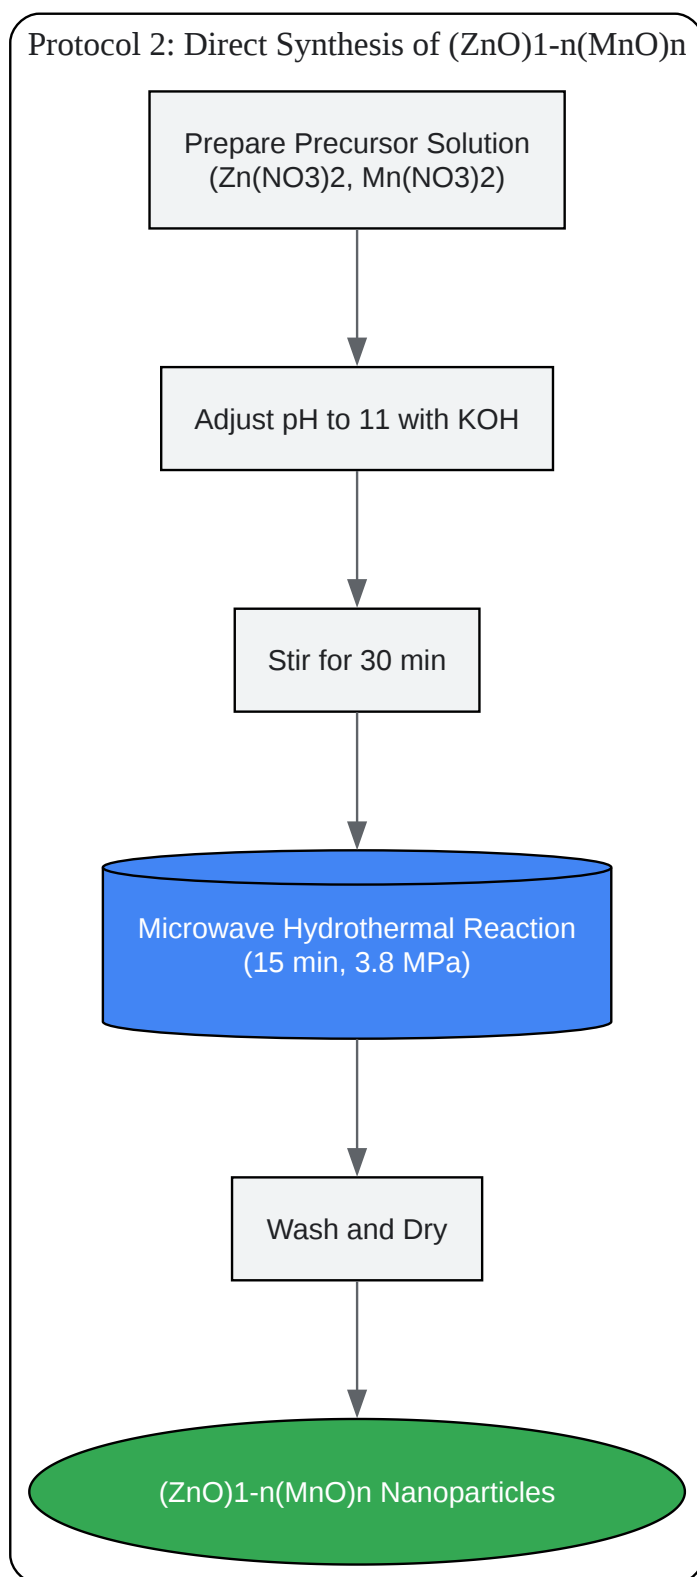 Protocol 2: Direct Synthesis of (ZnO)1-n(MnO)n
Prepare Precursor Solution
(Zn(NO3)2, Mn(NO3)2)
Adjust pH to 11 with KOH
Stir for 30 min
Microwave Hydrothermal Reaction
(15 min, 3.8 MPa)
Wash and Dry
(ZnO)1-n(MnO)n Nanoparticles